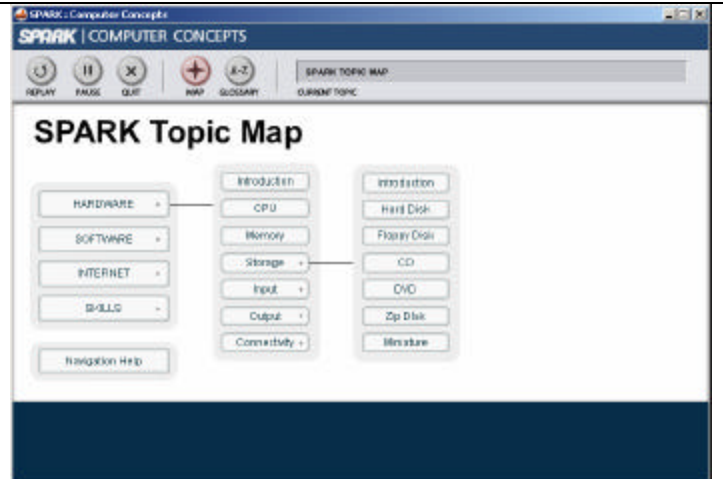 SPARK : Computer Concepts
SPARK | COMPUTER CONCEPTS
REPLAY PAUSE QUIT MAP A-Z GLOSSARY
SPARK TOPIC MAP
CURRENT TOPIC
SPARK Topic Map
HARDWARE
SOFTWARE
INTERNET
SKILLS
Navigation Help
Introduction
CPU
Memory
Storage
Input
Output
Connectivity
Introduction
Hard Disk
Floppy Disk
CD
DVD
Zip Disk
Miniature